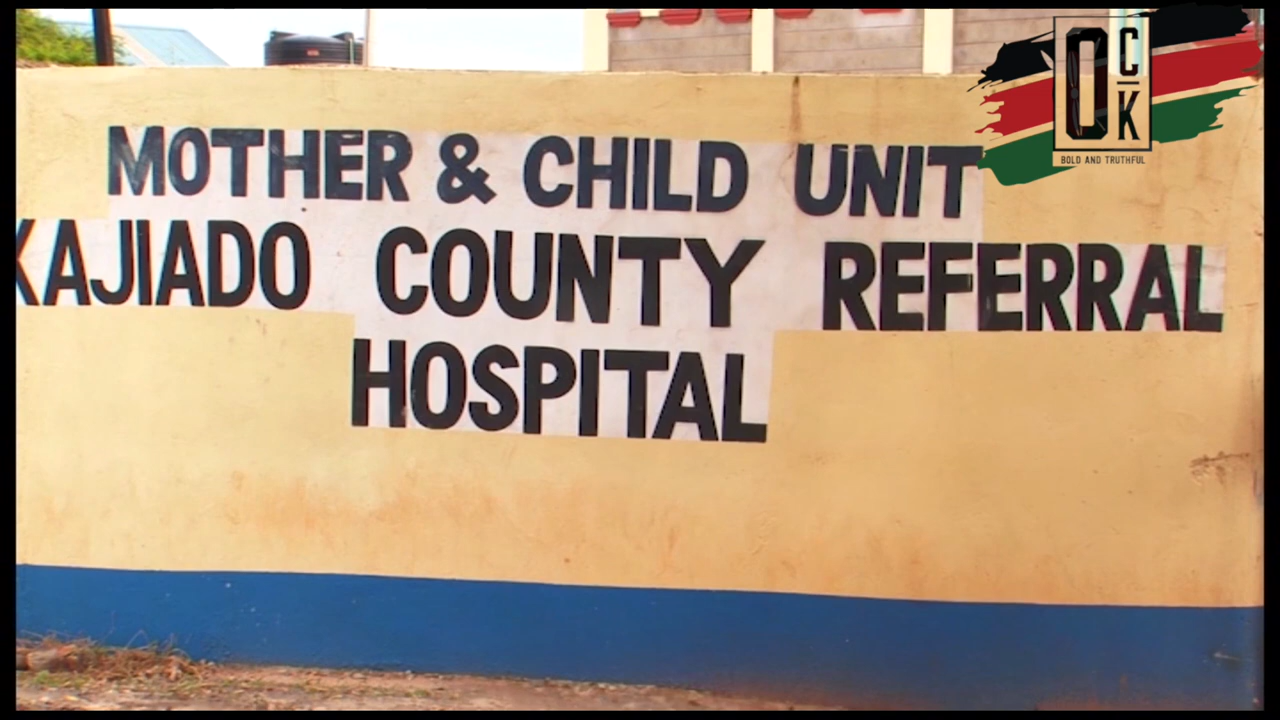 MOTHER & CHILD UNIT
KAJIADO COUNTY REFERRAL
HOSPITAL
OCK
BOLD AND TRUTHFUL